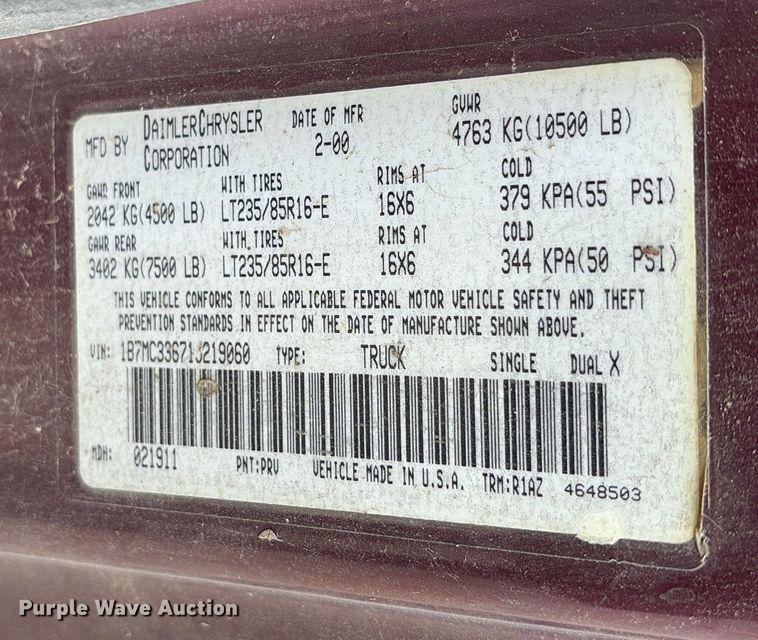 MFD BY DAIMLERCHRYSLER CORPORATION DATE OF MFR 2-00 GVWR 4763 KG(10500 LB)
GAWR FRONT WITH TIRES RIMS AT COLD
2042 KG(4500 LB) LT235/85R16-E 16X6 379 KPA(55 PSI)
GAWR REAR WITH TIRES RIMS AT COLD
3402 KG(7500 LB) LT235/85R16-E 16X6 344 KPA(50 PSI)
THIS VEHICLE CONFORMS TO ALL APPLICABLE FEDERAL MOTOR VEHICLE SAFETY AND THEFT
PREVENTION STANDARDS IN EFFECT ON THE DATE OF MANUFACTURE SHOWN ABOVE.
VIN: 1B7MC33671J219060 TYPE: TRUCK SINGLE DUAL X
MDH: 021911 PNT:PRV VEHICLE MADE IN U.S.A. TRM:R1AZ 4648503
Purple Wave Auction